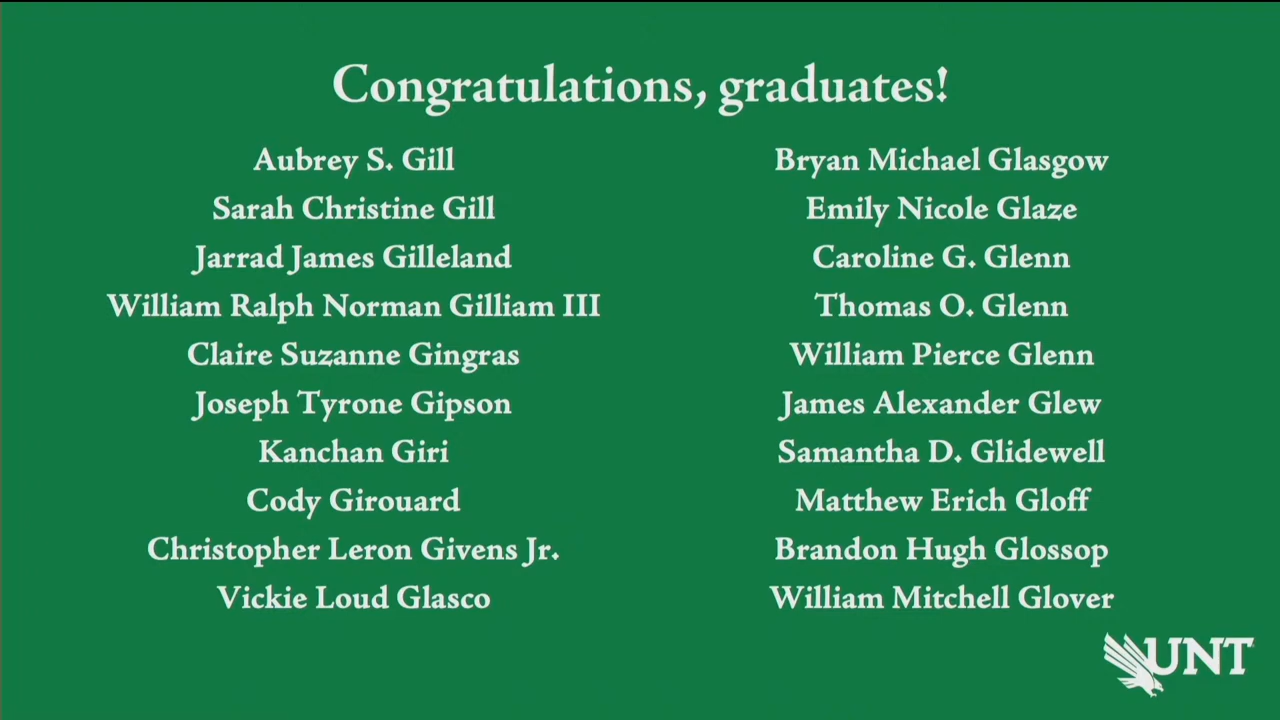 Congratulations, graduates!
Aubrey S. Gill
Sarah Christine Gill
Jarrad James Gilleland
William Ralph Norman Gilliam III
Claire Suzanne Gingras
Joseph Tyrone Gipson
Kanchan Giri
Cody Girouard
Christopher Leron Givens Jr.
Vickie Loud Glasco
Bryan Michael Glasgow
Emily Nicole Glaze
Caroline G. Glenn
Thomas O. Glenn
William Pierce Glenn
James Alexander Glew
Samantha D. Glidewell
Matthew Erich Gloff
Brandon Hugh Glossop
William Mitchell Glover
UNT